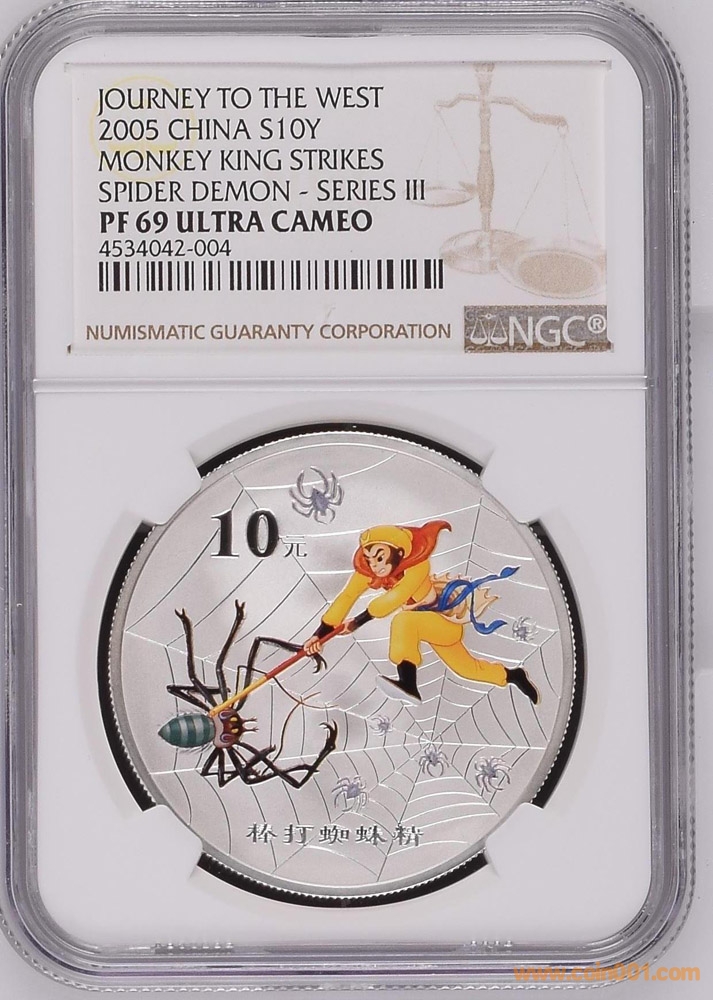 JOURNEY TO THE WEST
2005 CHINA S10Y
MONKEY KING STRIKES
SPIDER DEMON - SERIES III
PF 69 ULTRA CAMEO
4534042-004
NUMISMATIC GUARANTY CORPORATION
NGC®
10元
棒打蜘蛛精
www.coin001.com